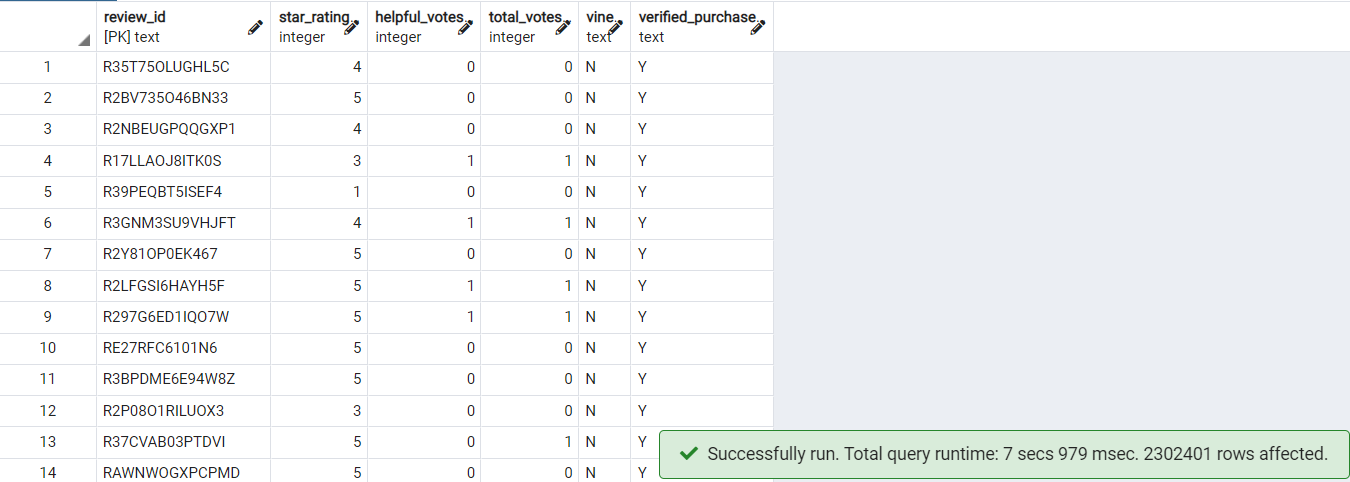 review_id star_rating helpful_votes total_votes vine verified_purchase
[PK] text integer integer integer text text
1 R35T75OLUGHL5C 4 0 0 N Y
2 R2BV735O46BN33 5 0 0 N Y
3 R2NBEUGPQQGXP1 4 0 0 N Y
4 R17LLAOJ8ITK0S 3 1 1 N Y
5 R39PEQBT5ISEF4 1 0 0 N Y
6 R3GNM3SU9VHJFT 4 1 1 N Y
7 R2Y81OP0EK467 5 0 0 N Y
8 R2LFGSI6HAYH5F 5 1 1 N Y
9 R297G6ED1IQO7W 5 1 1 N Y
10 RE27RFC6101N6 5 0 0 N Y
11 R3BPDME6E94W8Z 5 0 0 N Y
12 R2P08O1RILUOX3 3 0 0 N Y
13 R37CVAB03PTDVI 5 0 1 N Y
14 RAWNWOGXPCPMD 5 0 0 N Y
Successfully run. Total query runtime: 7 secs 979 msec. 2302401 rows affected.